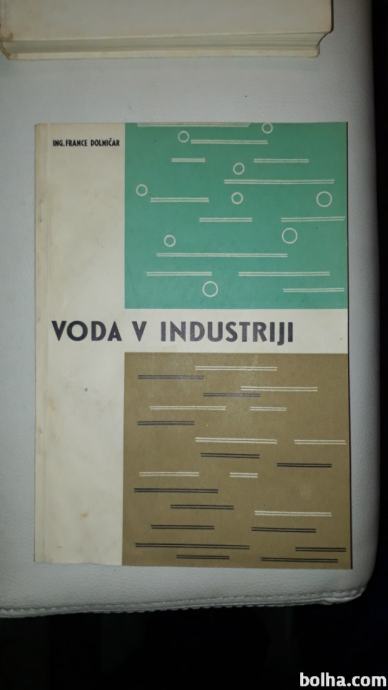 ING. FRANCE DOLNIČAR
VODA V INDUSTRIJI
bolha.com